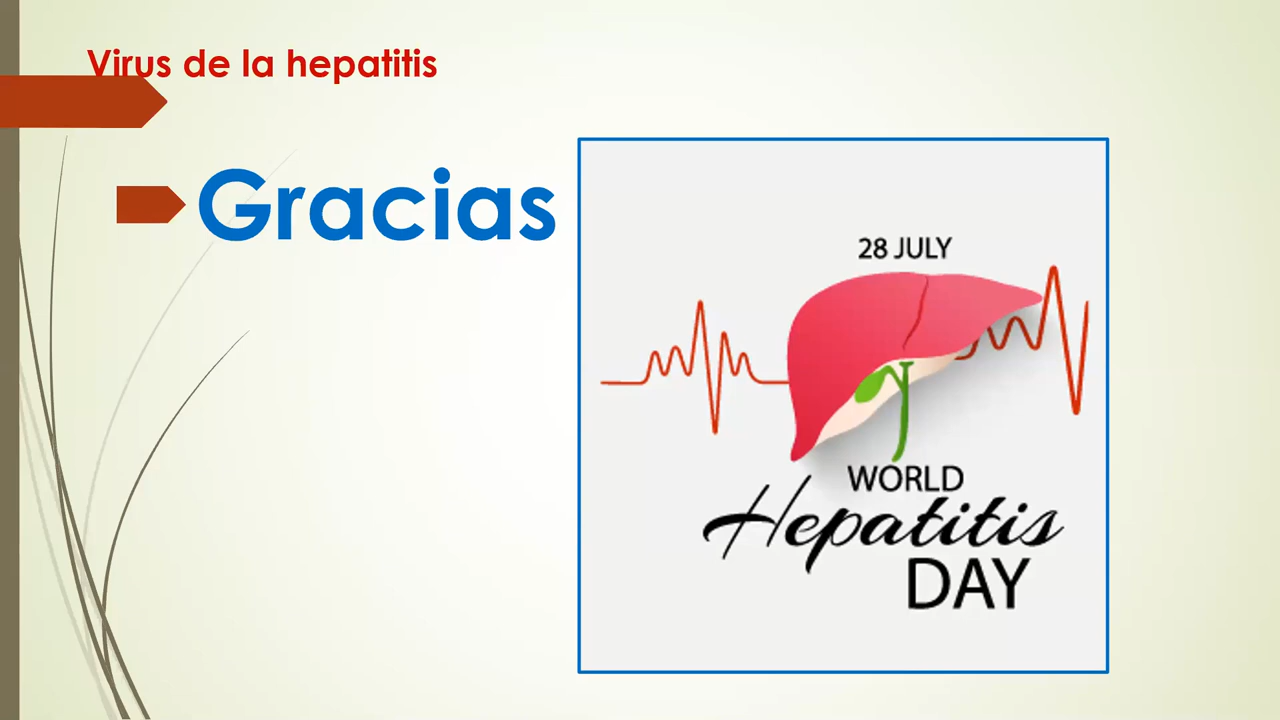 Virus de la hepatitis
Gracias
28 JULY
WORLD
Hepatitis
DAY